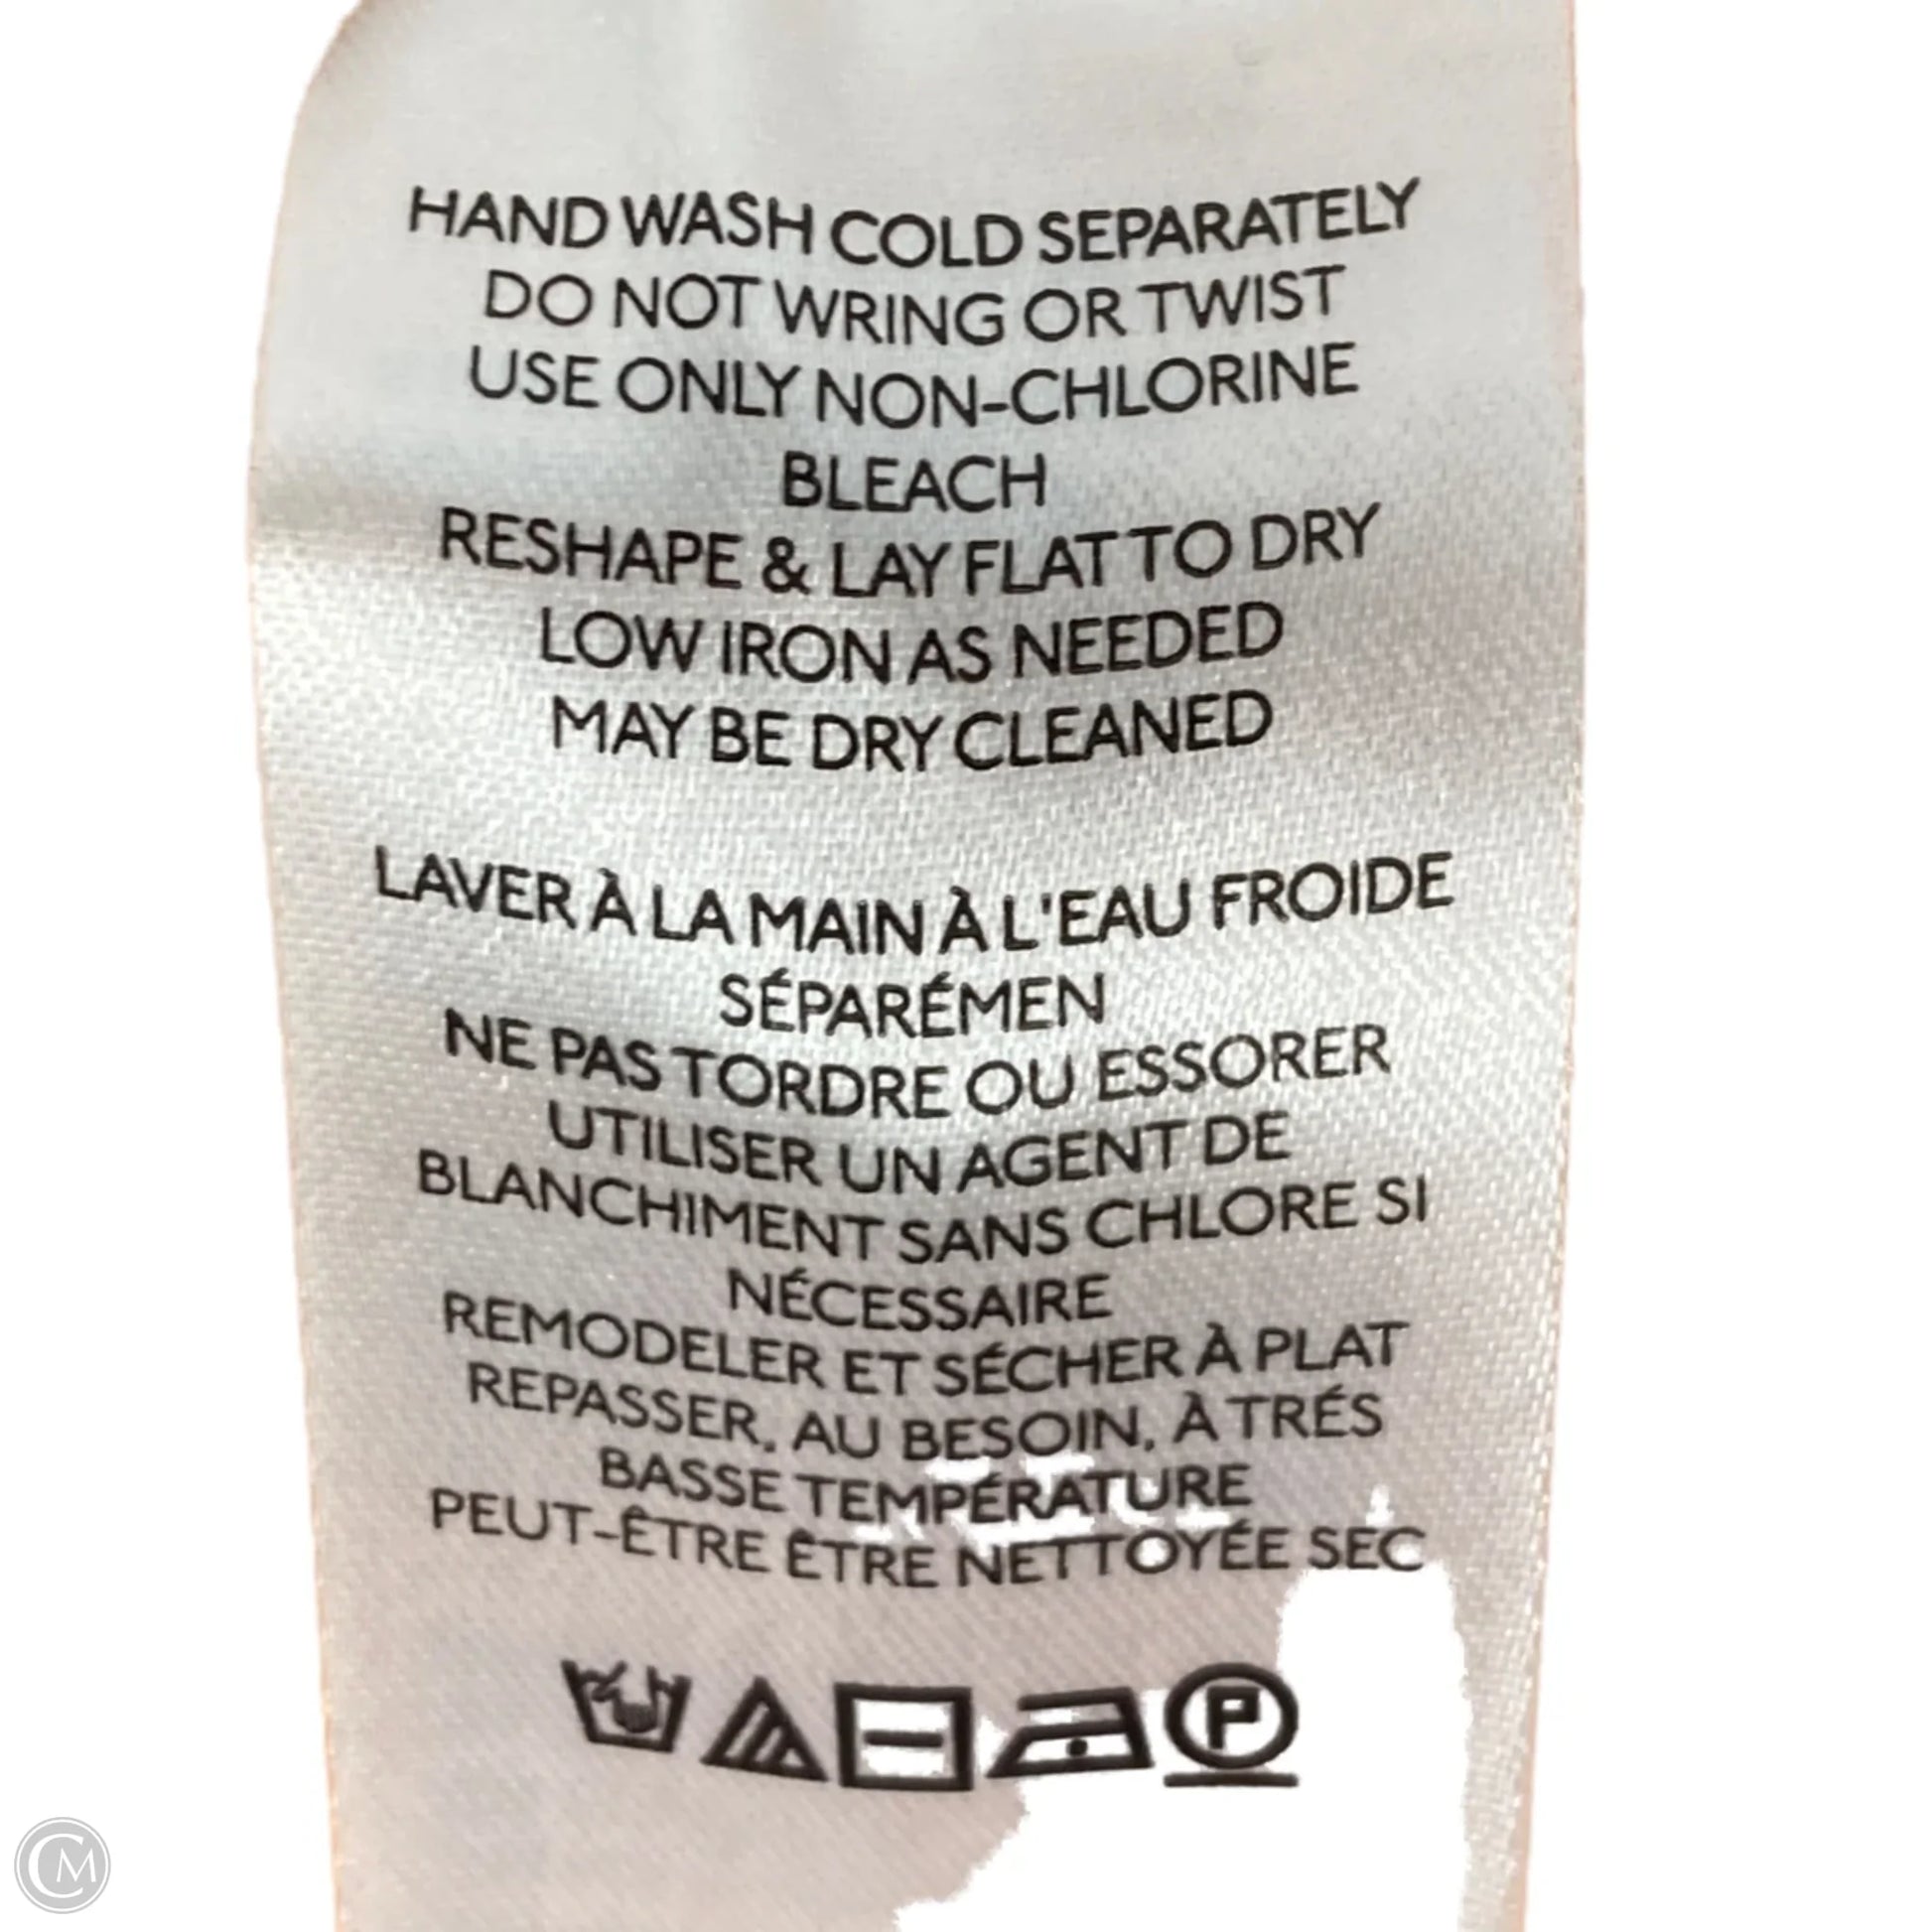 HAND WASH COLD SEPARATELY
DO NOT WRING OR TWIST
USE ONLY NON-CHLORINE
BLEACH
RESHAPE & LAY FLAT TO DRY
LOW IRON AS NEEDED
MAY BE DRY CLEANED
LAVER À LA MAIN À L'EAU FROIDE
SÉPARÉMEN
NE PAS TORDRE OU ESSORER
UTILISER UN AGENT DE
BLANCHIMENT SANS CHLORE SI
NÉCESSAIRE
REMODELER ET SÉCHER À PLAT
REPASSER, AU BESOIN, À TRÉS
BASSE TEMPÉRATURE
PEUT-ÊTRE ÊTRE NETTOYÉE SEC
P
CM